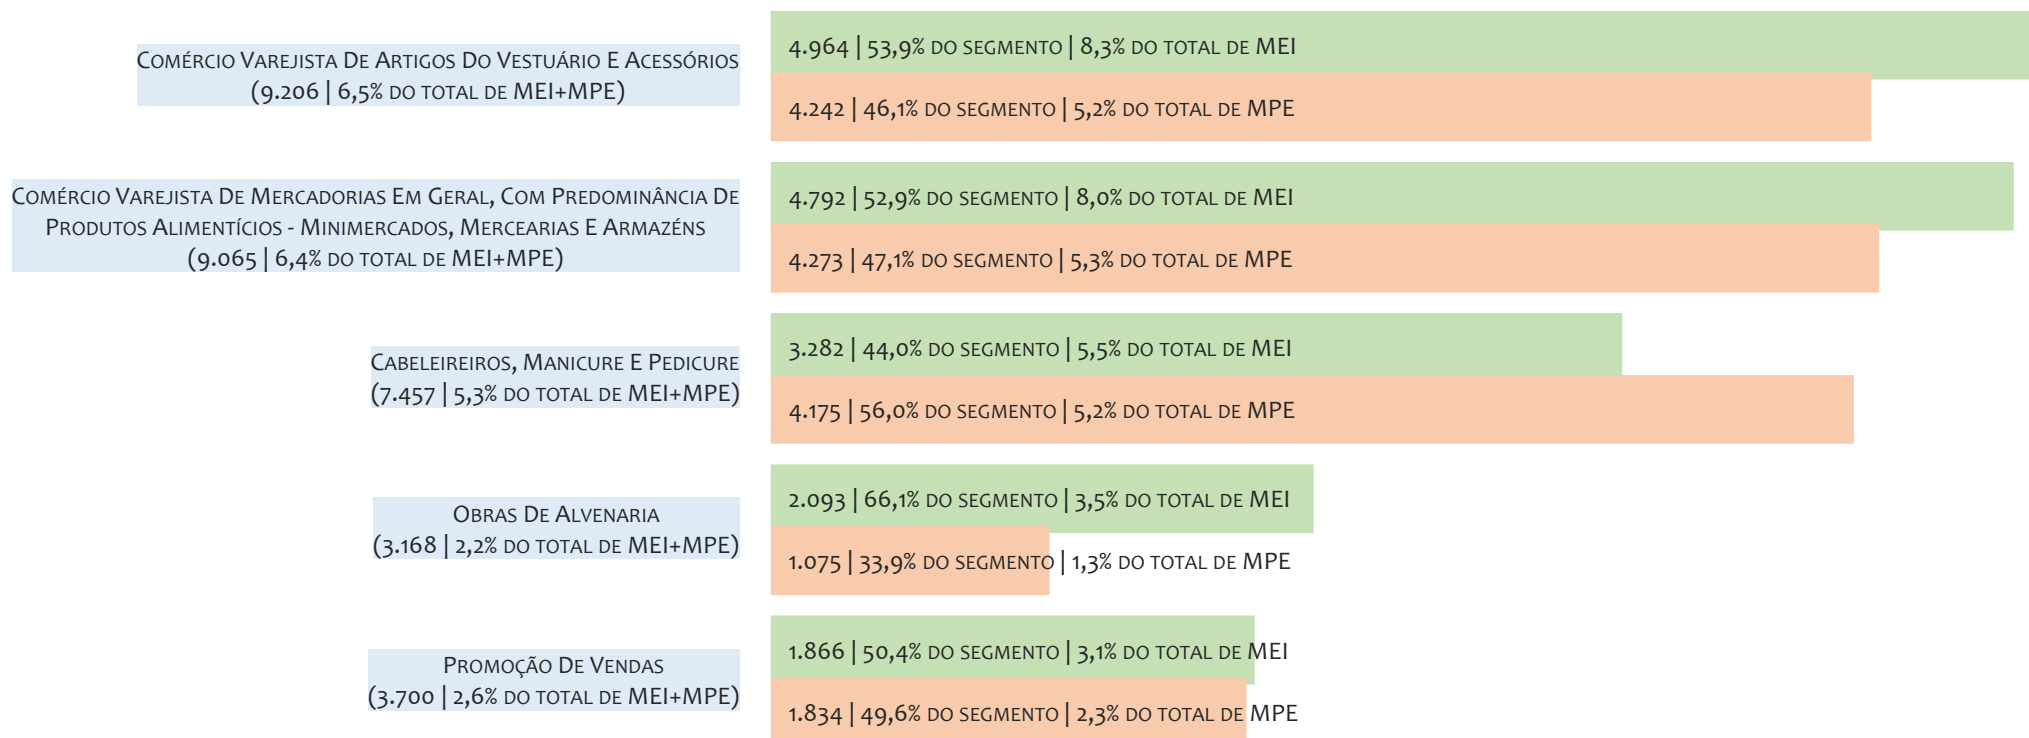 Comércio Varejista De Artigos Do Vestuário E Acessórios
(9.206 | 6,5% do total de MEI+MPE)
4.964 | 53,9% do segmento | 8,3% do total de MEI
4.242 | 46,1% do segmento | 5,2% do total de MPE
Comércio Varejista De Mercadorias Em Geral, Com Predominância De
Produtos Alimentícios - Minimercados, Mercearias E Armazéns
(9.065 | 6,4% do total de MEI+MPE)
4.792 | 52,9% do segmento | 8,0% do total de MEI
4.273 | 47,1% do segmento | 5,3% do total de MPE
Cabeleireiros, Manicure E Pedicure
(7.457 | 5,3% do total de MEI+MPE)
3.282 | 44,0% do segmento | 5,5% do total de MEI
4.175 | 56,0% do segmento | 5,2% do total de MPE
Obras De Alvenaria
(3.168 | 2,2% do total de MEI+MPE)
2.093 | 66,1% do segmento | 3,5% do total de MEI
1.075 | 33,9% do segmento | 1,3% do total de MPE
Promoção De Vendas
(3.700 | 2,6% do total de MEI+MPE)
1.866 | 50,4% do segmento | 3,1% do total de MEI
1.834 | 49,6% do segmento | 2,3% do total de MPE